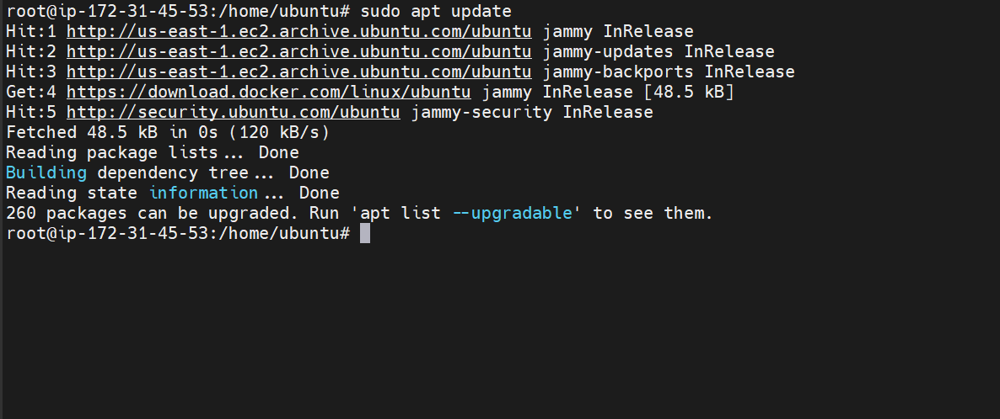 root@ip-172-31-45-53:/home/ubuntu# sudo apt update
Hit:1 http://us-east-1.ec2.archive.ubuntu.com/ubuntu jammy InRelease
Hit:2 http://us-east-1.ec2.archive.ubuntu.com/ubuntu jammy-updates InRelease
Hit:3 http://us-east-1.ec2.archive.ubuntu.com/ubuntu jammy-backports InRelease
Get:4 https://download.docker.com/linux/ubuntu jammy InRelease [48.5 kB]
Hit:5 http://security.ubuntu.com/ubuntu jammy-security InRelease
Fetched 48.5 kB in 0s (120 kB/s)
Reading package lists... Done
Building dependency tree... Done
Reading state information... Done
260 packages can be upgraded. Run 'apt list --upgradable' to see them.
root@ip-172-31-45-53:/home/ubuntu#